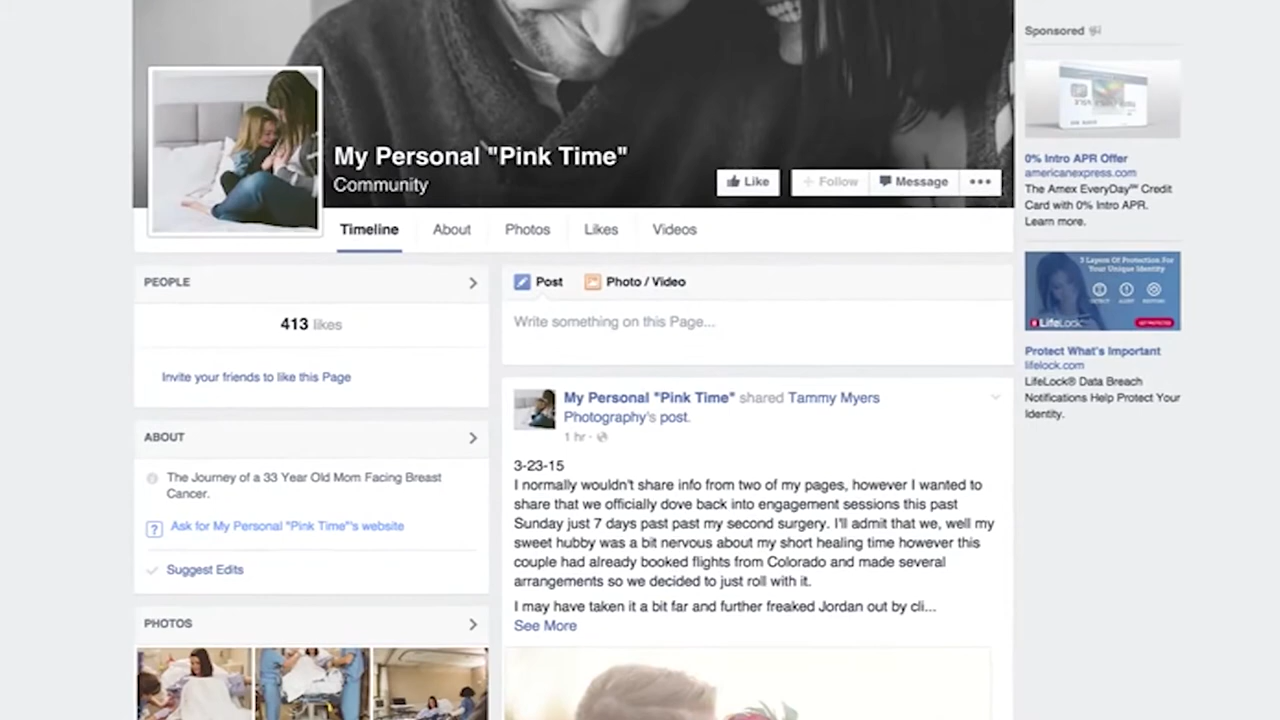 Sponsored
My Personal "Pink Time"
Community
Like
Follow
Message
0% Intro APR Offer
americanexpress.com
The Amex EveryDay℠ Credit
Card with 0% Intro APR.
Learn more.
Timeline
About
Photos
Likes
Videos
PEOPLE
413 likes
Invite your friends to like this Page
Post
Photo / Video
Write something on this Page...
3 Layers Of Protection For
Your Unique Identity
LifeLock
Protect What's Important
lifelock.com
LifeLock® Data Breach
Notifications Help Protect Your
Identity.
ABOUT
The Journey of a 33 Year Old Mom Facing Breast
Cancer.
Ask for My Personal "Pink Time"'s website
Suggest Edits
PHOTOS
My Personal "Pink Time" shared Tammy Myers
Photography's post.
1 hr ·
3-23-15
I normally wouldn't share info from two of my pages, however I wanted to
share that we officially dove back into engagement sessions this past
Sunday just 7 days past past my second surgery. I'll admit that we, well my
sweet hubby was a bit nervous about my short healing time however this
couple had already booked flights from Colorado and made several
arrangements so we decided to just roll with it.
I may have taken it a bit far and further freaked Jordan out by cli...
See More